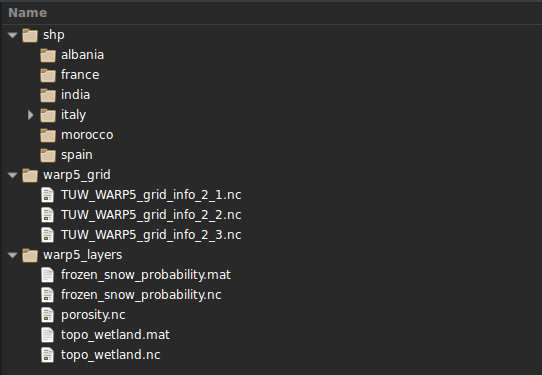 Name
shp
albania
france
india
italy
morocco
spain
warp5_grid
TUW_WARP5_grid_info_2_1.nc
TUW_WARP5_grid_info_2_2.nc
TUW_WARP5_grid_info_2_3.nc
warp5_layers
frozen_snow_probability.mat
frozen_snow_probability.nc
porosity.nc
topo_wetland.mat
topo_wetland.nc